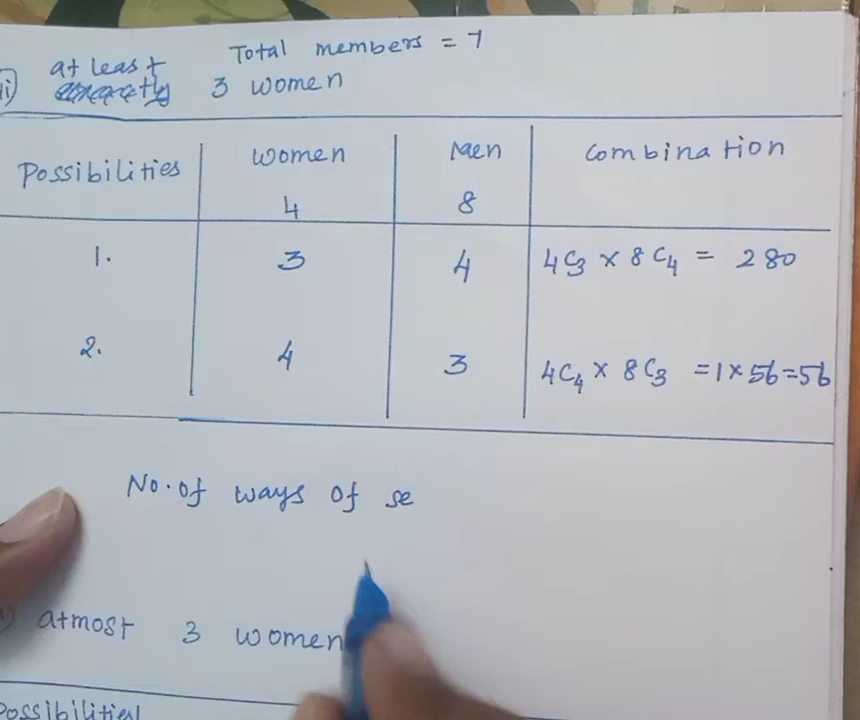 Total members = 7
ii) at least 3 women
Possibilities women Men Combination
4 8
1. 3 4 4C3 × 8C4 = 280
2. 4 3 4C4 × 8C3 = 1 × 56 = 56
No. of ways of se
atmost 3 women
Possibilities